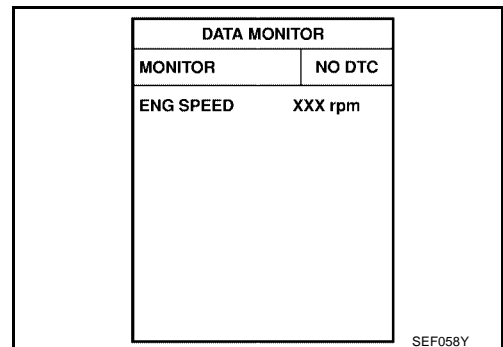 DATA MONITOR
MONITOR NO DTC
ENG SPEED XXX rpm
SEF058Y